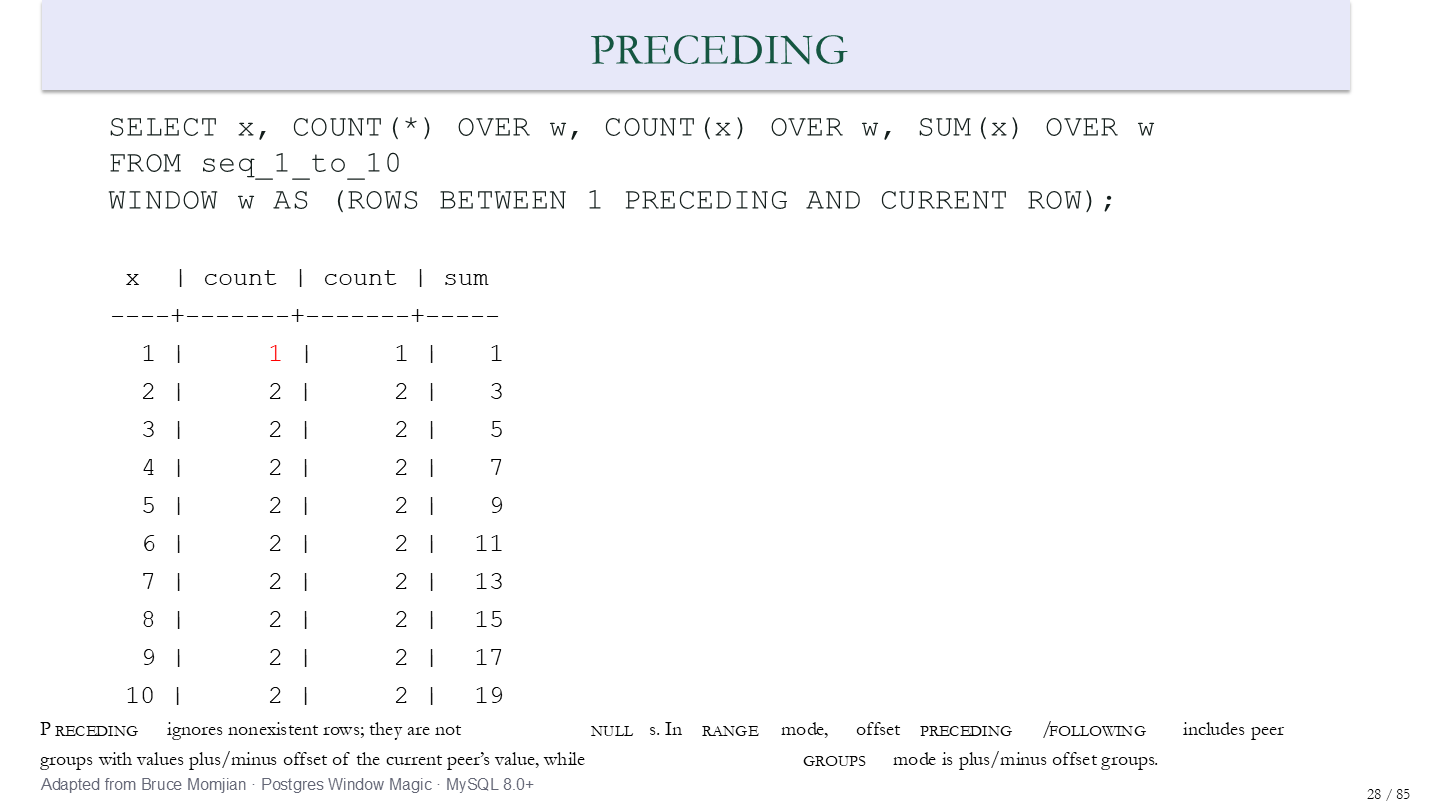 PRECEDING
SELECT x, COUNT(*) OVER w, COUNT(x) OVER w, SUM(x) OVER w
FROM seq_1_to_10
WINDOW w AS (ROWS BETWEEN 1 PRECEDING AND CURRENT ROW);
x | count | count | sum
----+-------+-------+-----
1 | 1 | 1 | 1
2 | 2 | 2 | 3
3 | 2 | 2 | 5
4 | 2 | 2 | 7
5 | 2 | 2 | 9
6 | 2 | 2 | 11
7 | 2 | 2 | 13
8 | 2 | 2 | 15
9 | 2 | 2 | 17
10 | 2 | 2 | 19
PRECEDING ignores nonexistent rows; they are not NULL s. In RANGE mode, offset PRECEDING /FOLLOWING includes peer
groups with values plus/minus offset of the current peer’s value, while GROUPS mode is plus/minus offset groups.
Adapted from Bruce Momjian · Postgres Window Magic · MySQL 8.0+
28 / 85